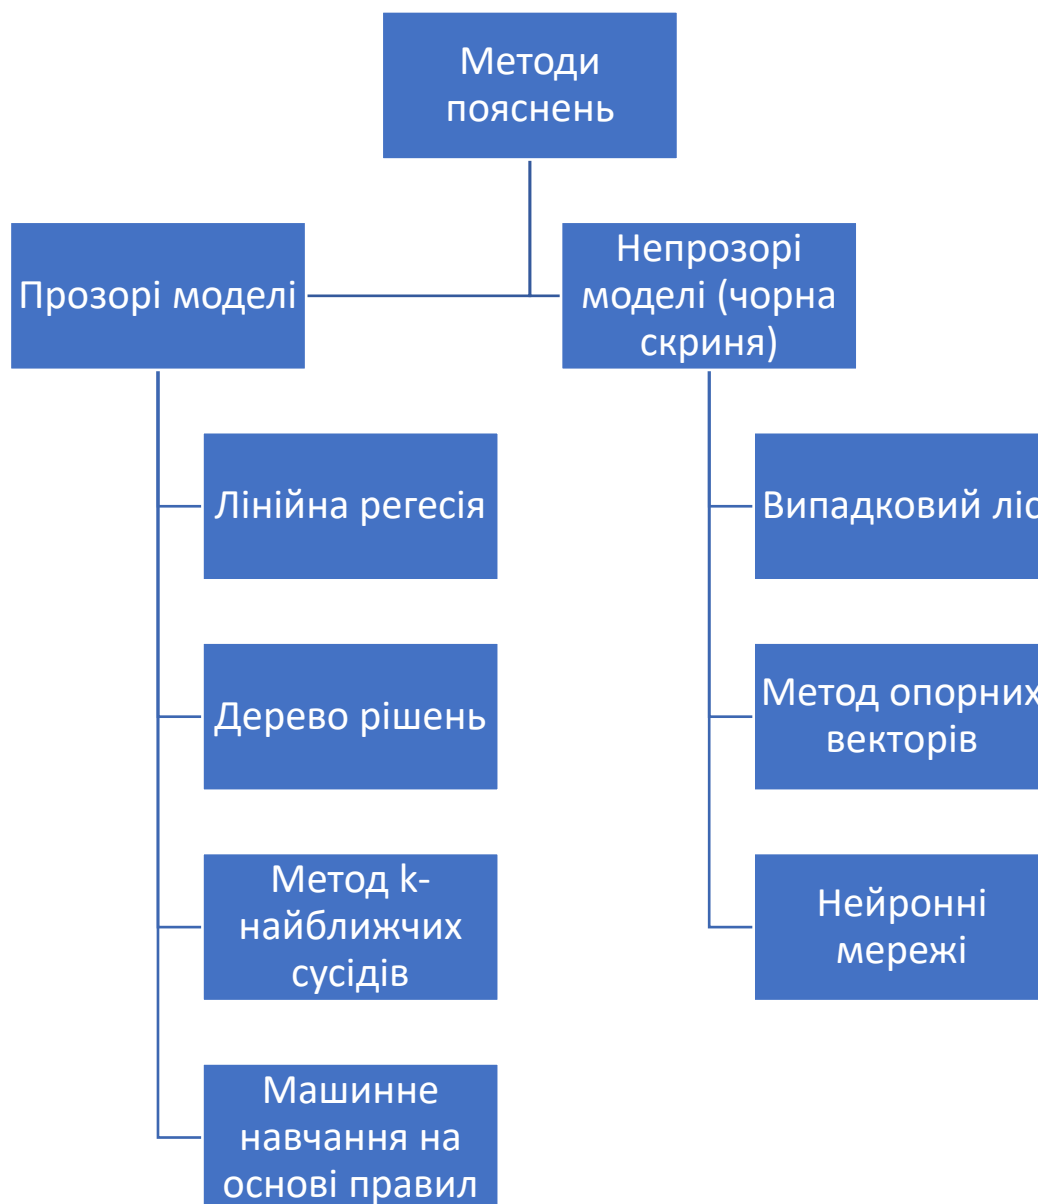 Методи
пояснень
Прозорі моделі
Непрозорі
моделі (чорна
скриня)
Лінійна регесія
Дерево рішень
Метод k-
найближчих
сусідів
Машинне
навчання на
основі правил
Випадковий ліс
Метод опорних
векторів
Нейронні
мережі